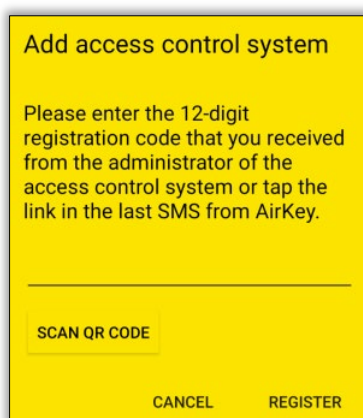 Add access control system
Please enter the 12-digit
registration code that you received
from the administrator of the
access control system or tap the
link in the last SMS from AirKey.
SCAN QR CODE
CANCEL REGISTER